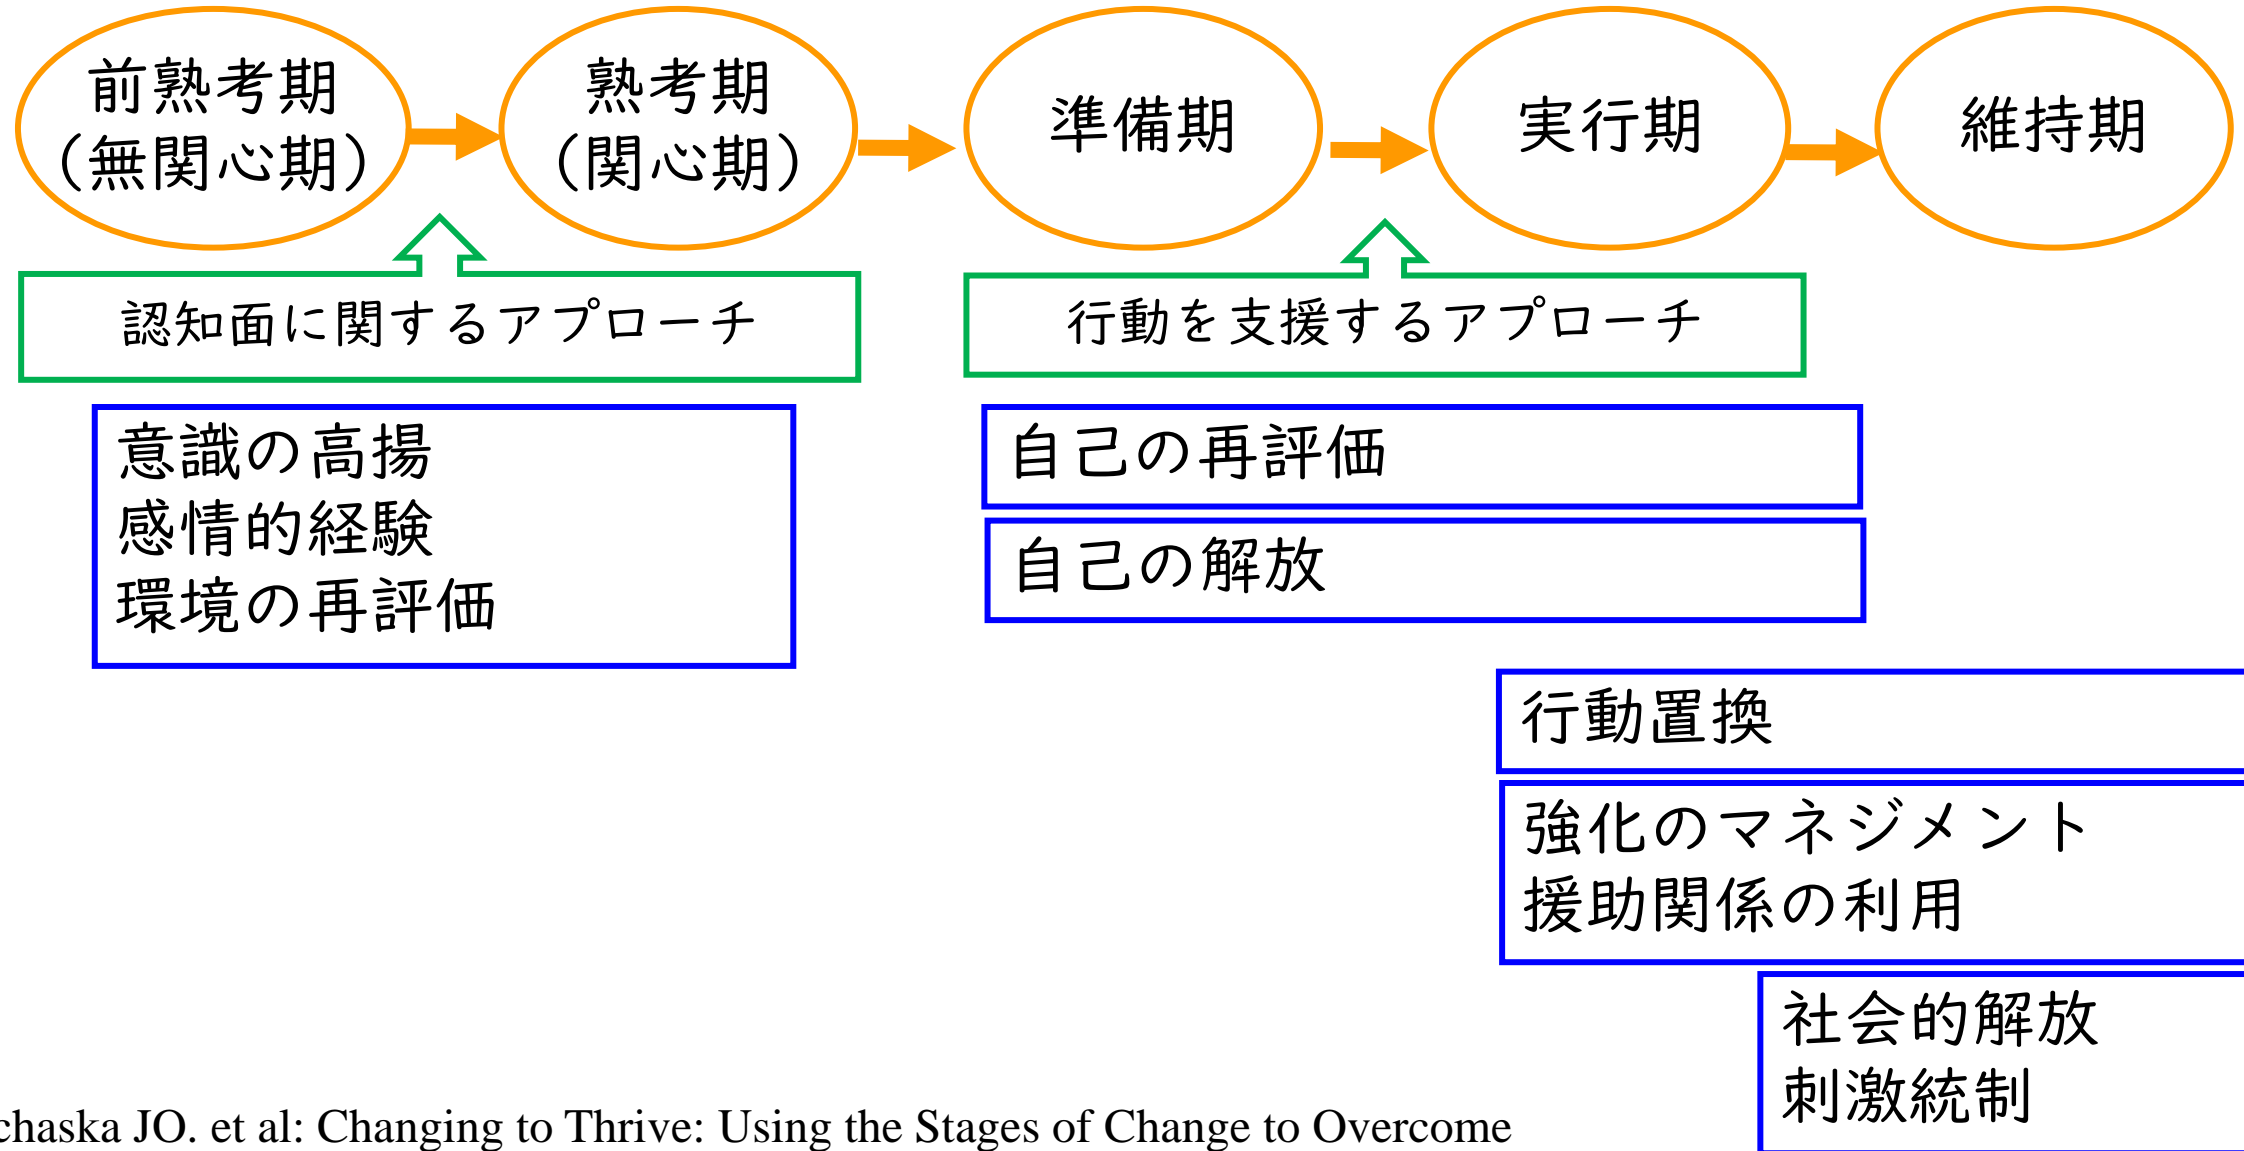 前熟考期
(無関心期)
熟考期
(関心期)
準備期
実行期
維持期
認知面に関するアプローチ
行動を支援するアプローチ
意識の高揚
感情的経験
環境の再評価
自己の再評価
自己の解放
行動置換
強化のマネジメント
援助関係の利用
社会的解放
刺激統制
chaska JO. et al: Changing to Thrive: Using the Stages of Change to Overcome